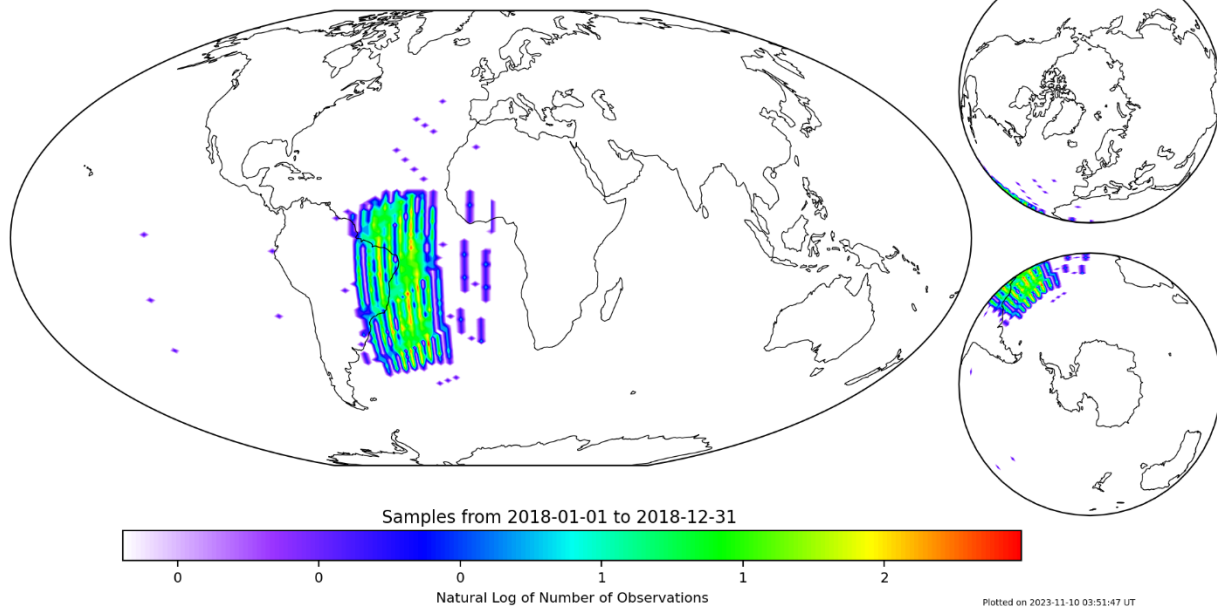 Samples from 2018-01-01 to 2018-12-31
0 0 0 1 1 2
Natural Log of Number of Observations
Plotted on 2023-11-10 03:51:47 UT